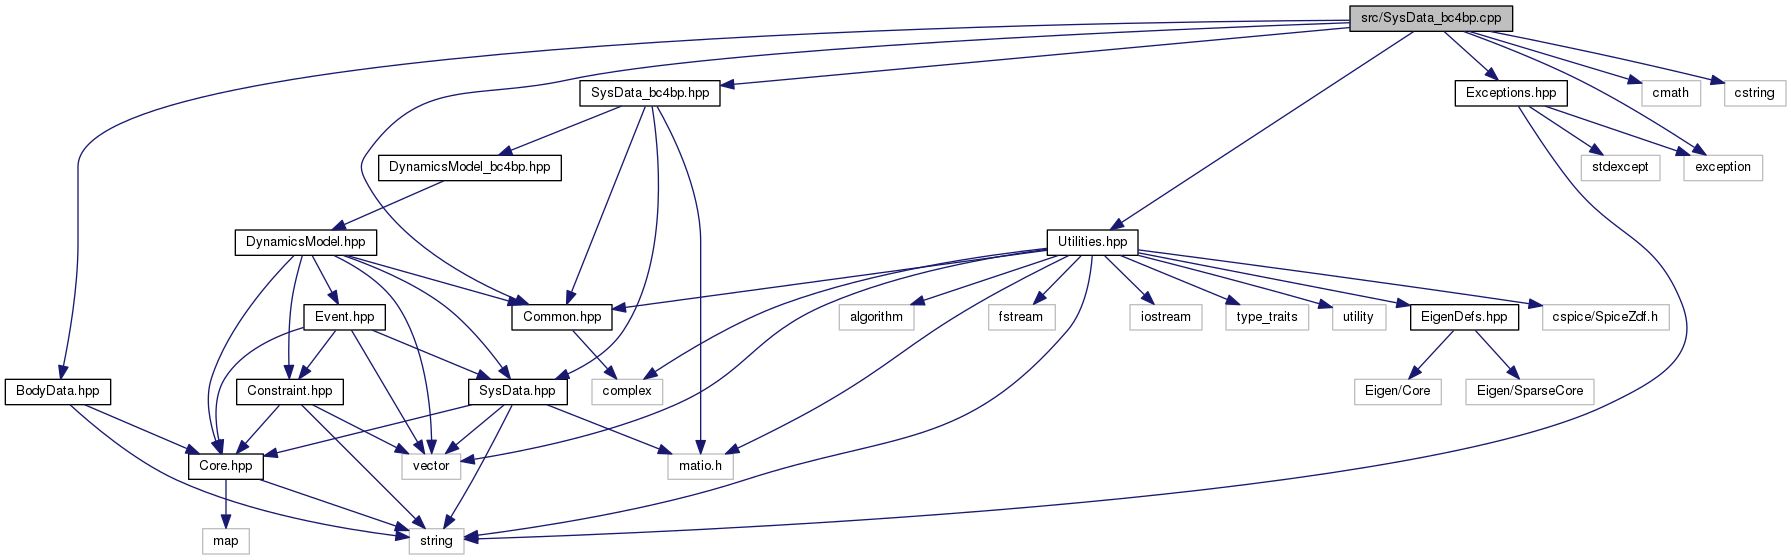 src/SysData_bc4bp.cpp
SysData_bc4bp.hpp
Exceptions.hpp
cmath
cstring
DynamicsModel_bc4bp.hpp
stdexcept
exception
DynamicsModel.hpp
Utilities.hpp
Event.hpp
Common.hpp
algorithm
fstream
iostream
type_traits
utility
EigenDefs.hpp
cspice/SpiceZdf.h
BodyData.hpp
Constraint.hpp
SysData.hpp
complex
Eigen/Core
Eigen/SparseCore
Core.hpp
vector
matio.h
map
string